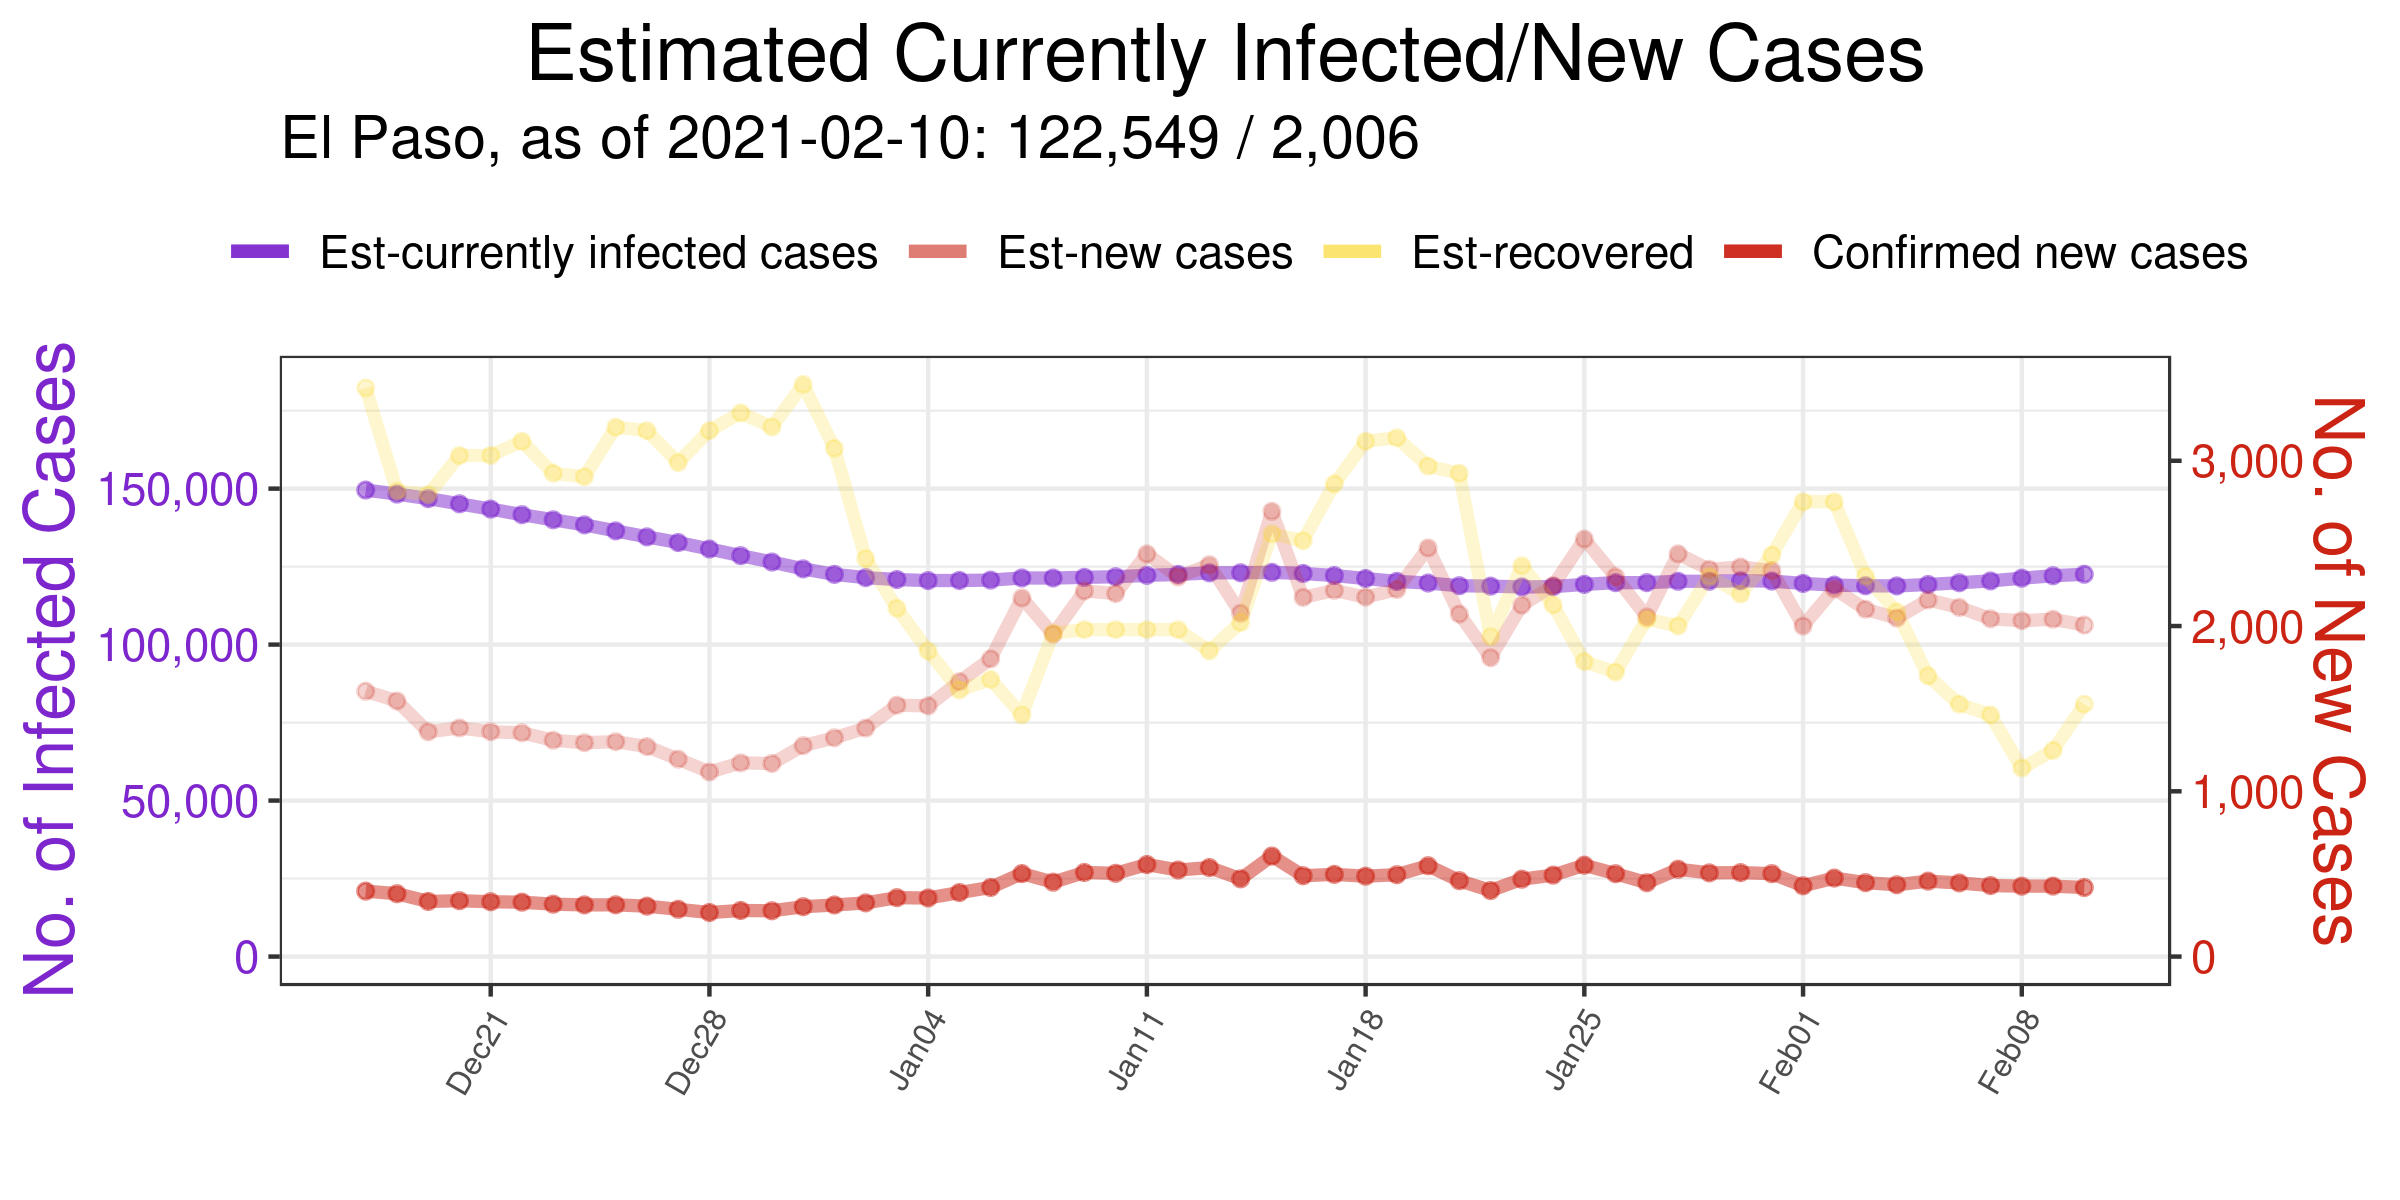 Estimated Currently Infected/New Cases
El Paso, as of 2021-02-10: 122,549 / 2,006
Est-currently infected cases Est-new cases Est-recovered Confirmed new cases
No. of Infected Cases
150,000
100,000
50,000
0
3,000
2,000
1,000
0
No. of New Cases
Dec21 Dec28 Jan04 Jan11 Jan18 Jan25 Feb01 Feb08